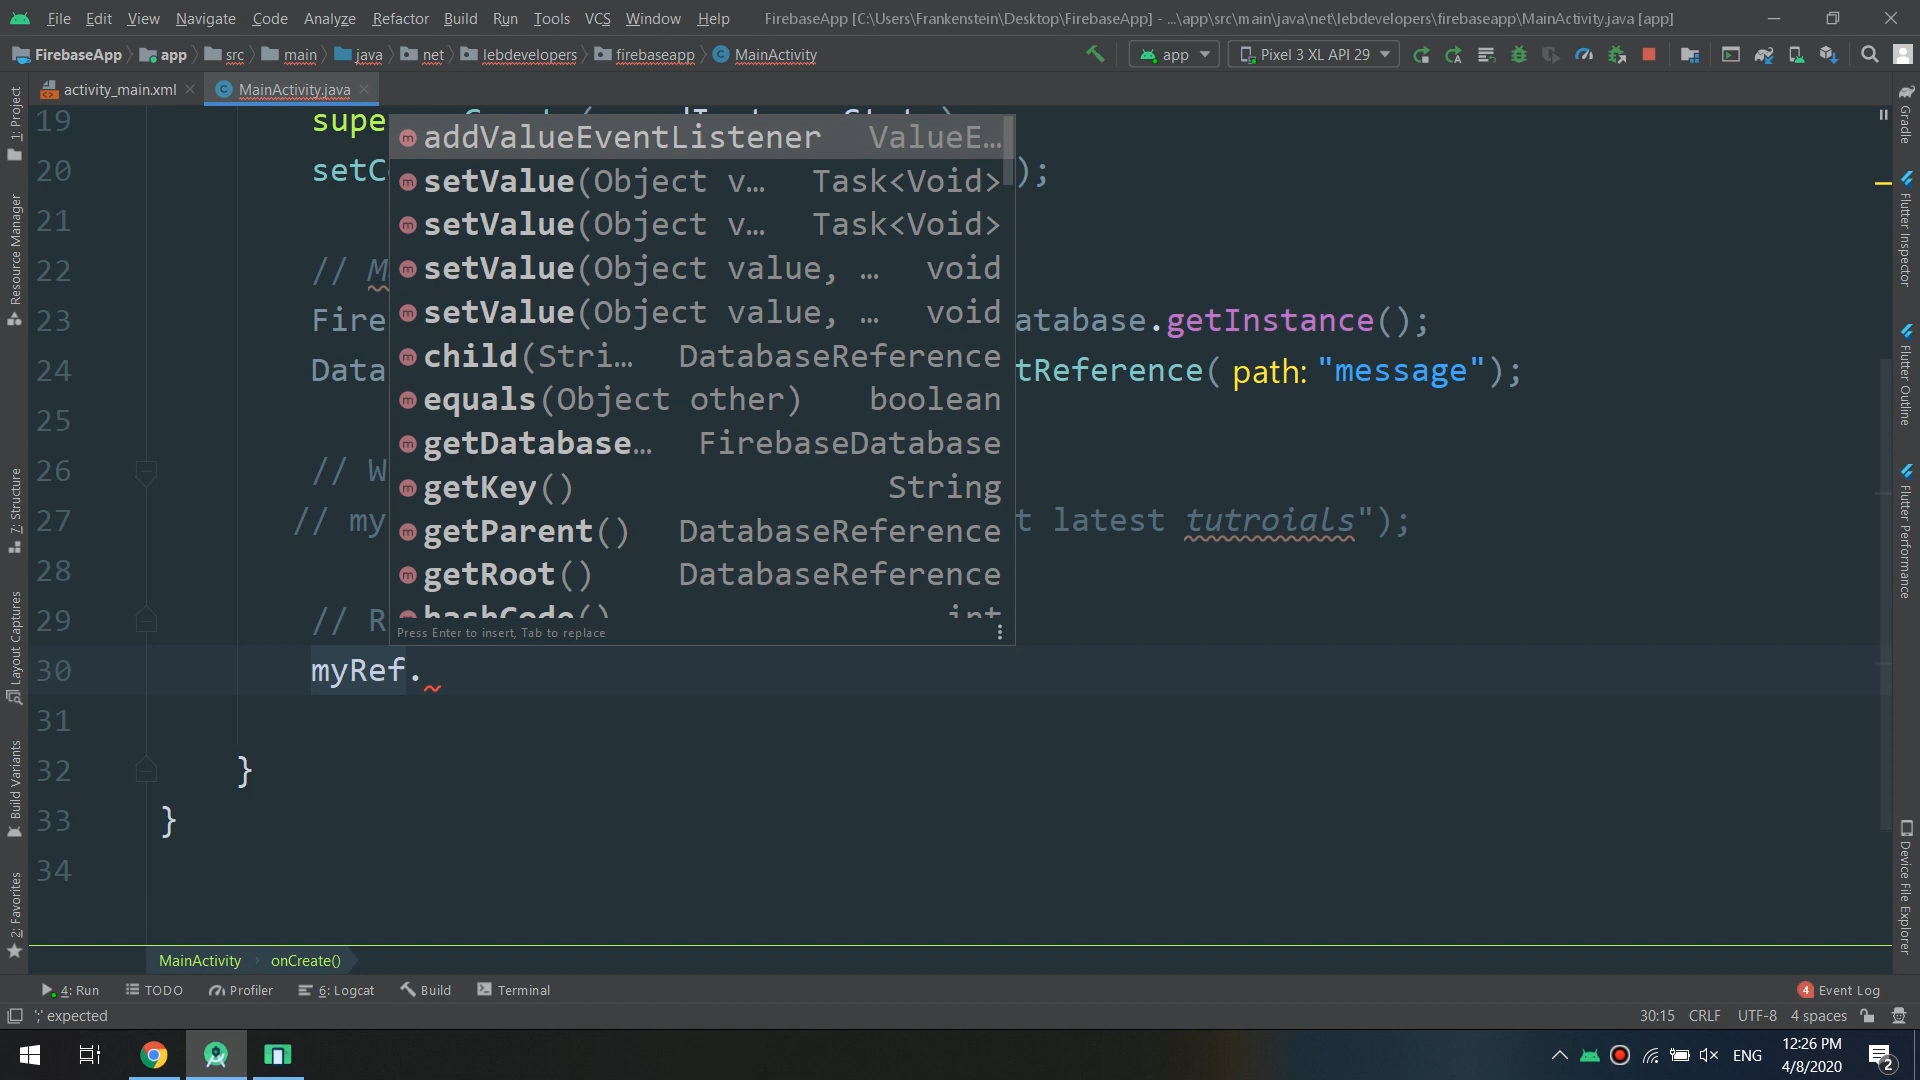 File Edit View Navigate Code Analyze Refactor Build Run Tools VCS Window Help FirebaseApp [C:\Users\Frankenstein\Desktop\FirebaseApp] - ...\app\src\main\java\net\lebdevelopers\firebaseapp\MainActivity.java [app]
FirebaseApp app src main java net lebdevelopers firebaseapp MainActivity app Pixel 3 XL API 29
activity_main.xml MainActivity.java
19 supe
20 setC );
21
22 // M
23 Fire atabase.getInstance();
24 Data tReference( path: "message");
25
26 // W
27 // my t latest tutroials");
28
29 // R
30 myRef.
31
32 }
33 }
34
addValueEventListener ValueE…
setValue(Object v… Task<Void>
setValue(Object v… Task<Void>
setValue(Object value, … void
setValue(Object value, … void
child(Stri… DatabaseReference
equals(Object other) boolean
getDatabase… FirebaseDatabase
getKey() String
getParent() DatabaseReference
getRoot() DatabaseReference
hashCode() int
Press Enter to insert, Tab to replace
1: Project
Resource Manager
7: Structure
Layout Captures
Build Variants
2: Favorites
Gradle
Flutter Inspector
Flutter Outline
Flutter Performance
Device File Explorer
MainActivity onCreate()
4: Run TODO Profiler 6: Logcat Build Terminal 4 Event Log
';' expected 30:15 CRLF UTF-8 4 spaces
ENG 12:26 PM
4/8/2020 2